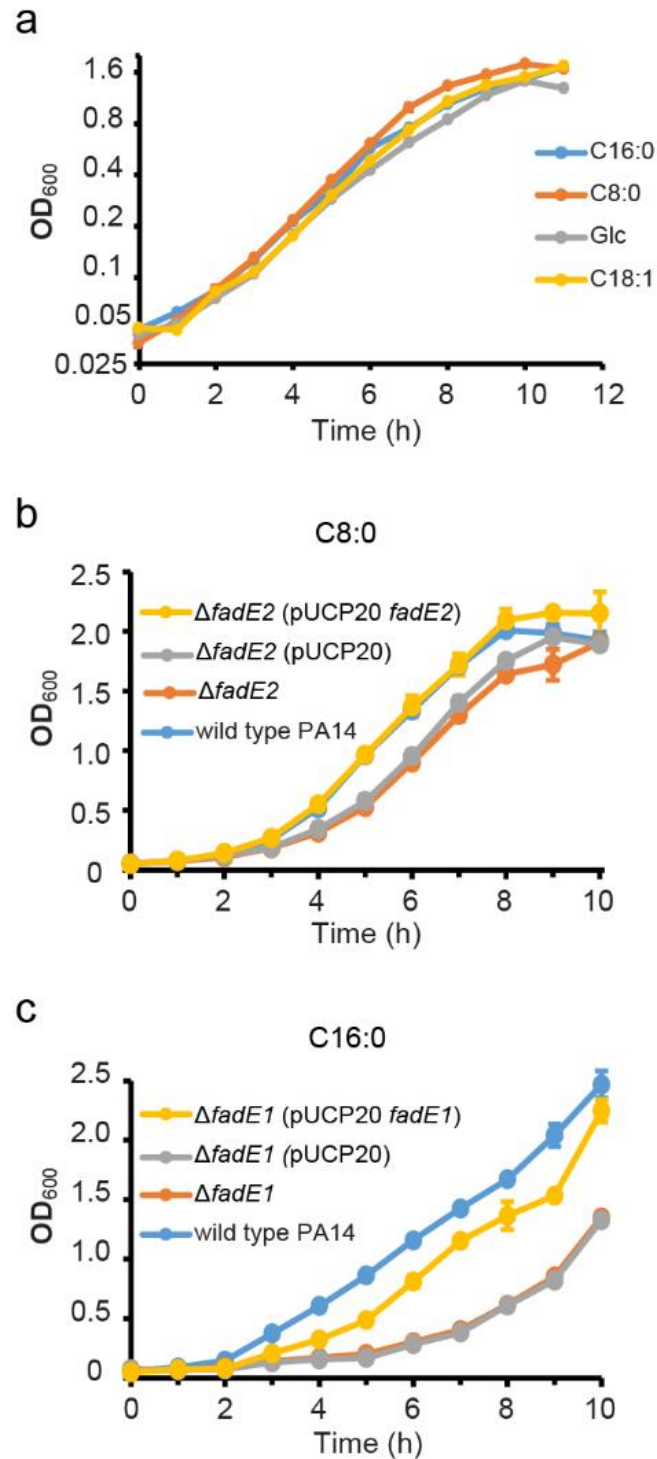 a
1.6
0.8
0.4
0.2
0.1
0.05
0.025
OD600
0 2 4 6 8 10 12
Time (h)
C16:0
C8:0
Glc
C18:1
b
C8:0
2.5
2.0
1.5
1.0
0.5
0
OD600
ΔfadE2 (pUCP20 fadE2)
ΔfadE2 (pUCP20)
ΔfadE2
wild type PA14
0 2 4 6 8 10
Time (h)
c
C16:0
2.5
2.0
1.5
1.0
0.5
0
OD600
ΔfadE1 (pUCP20 fadE1)
ΔfadE1 (pUCP20)
ΔfadE1
wild type PA14
0 2 4 6 8 10
Time (h)